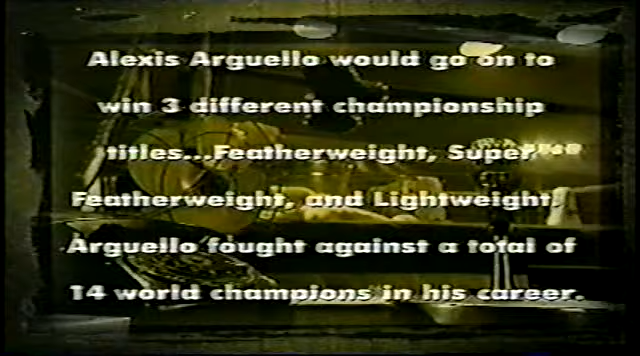 Alexis Arguello would go on to
win 3 different championship
titles...Featherweight, Super
Featherweight, and Lightweight.
Arguello fought against a total of
14 world champions in his career.